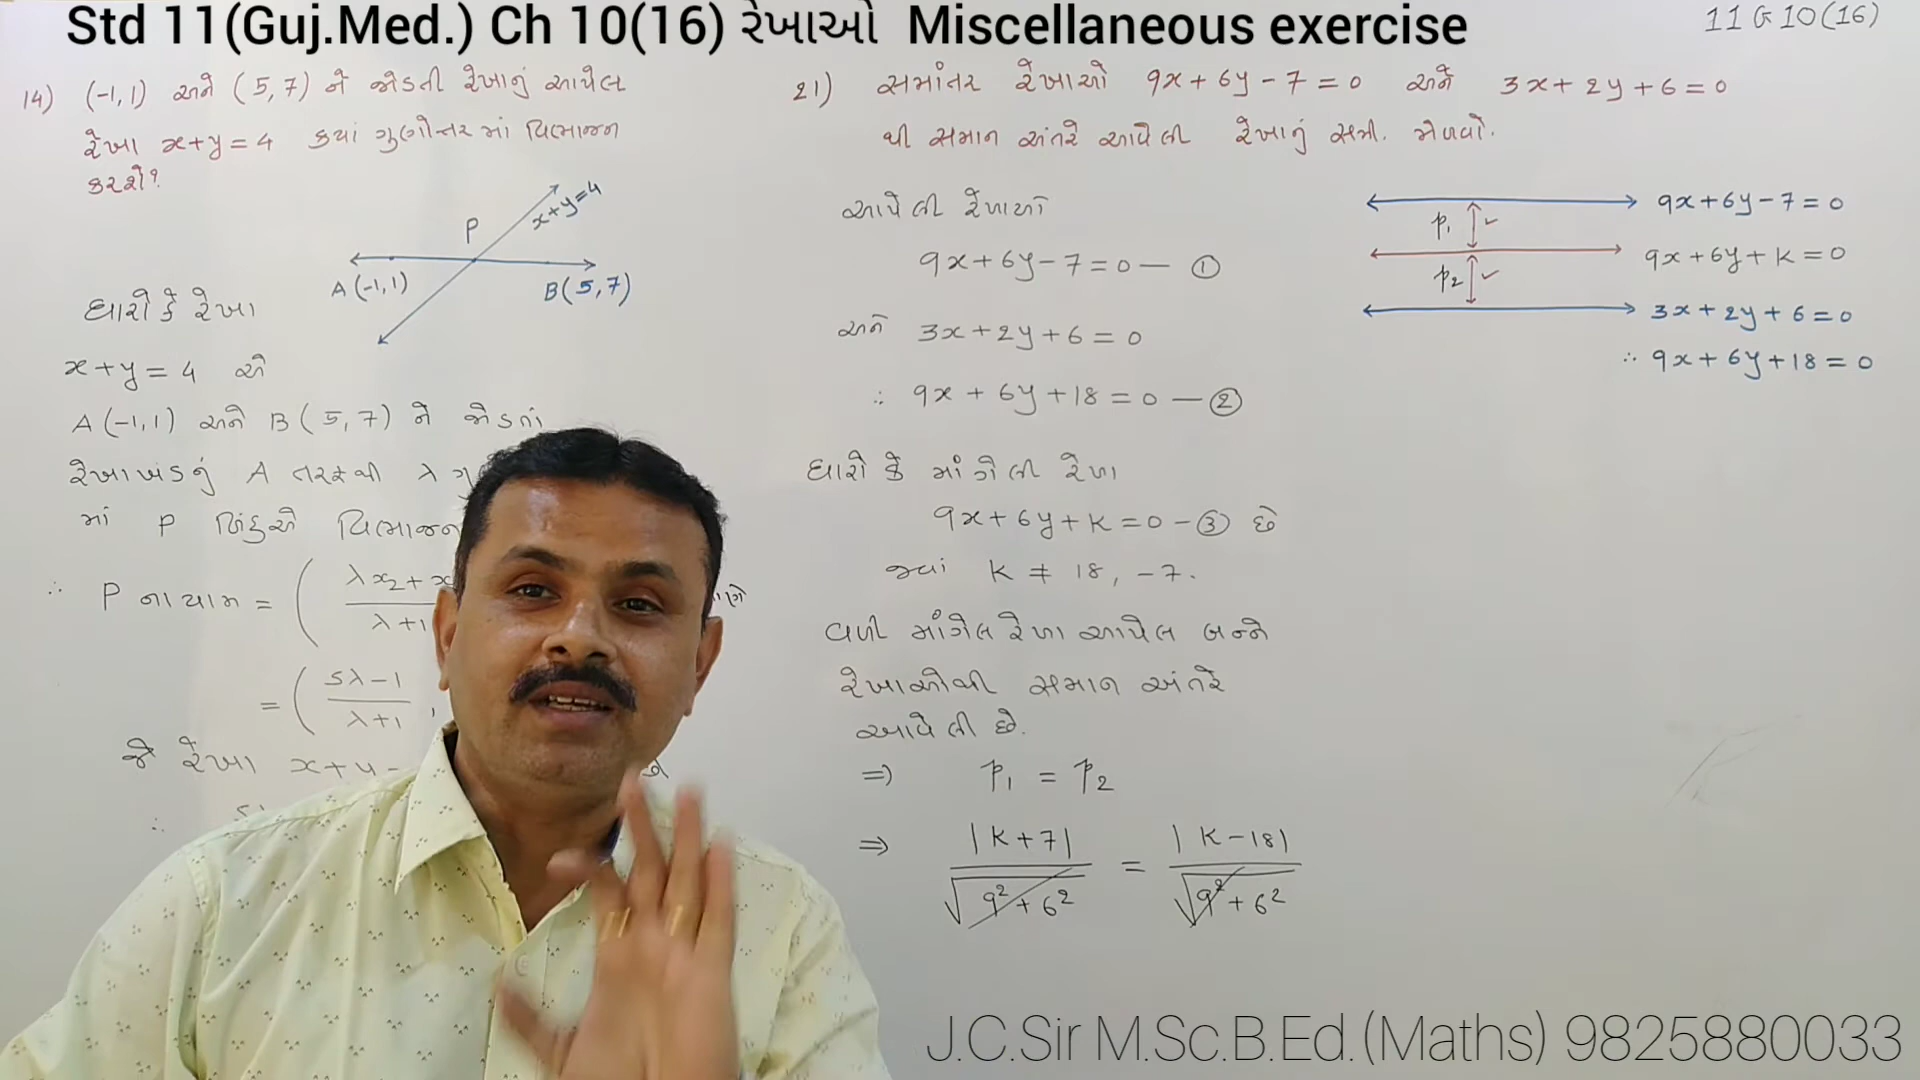 Std 11(Guj.Med.) Ch 10(16) રેખાઓ Miscellaneous exercise
11 G 10(16)
14) (-1,1) અને (5,7) ને જોડતી રેખાનું આપેલ
રેખા x+y=4 કયાં ગુણોત્તર માં વિભાજન
કરશે?
P
x+y=4
A(-1,1)
B(5,7)
ધારો કે રેખા
x+y=4 એ
A(-1,1) અને B(5,7) ને જોડતાં
રેખાખંડનું A તરફથી λ
માં P બિંદુએ વિભાજન
∴ P ના યામ = ( λx₂+x
λ+1
= ( 5λ-1
λ+1 ,
જે રેખા x+y
∴ 5
21) સમાંતર રેખાઓ 9x+6y-7=0 અને 3x+2y+6=0
થી સમાન અંતરે આવેલી રેખાનું સમી. મેળવો.
આપેલી રેખાઓ
9x+6y-7=0 — ①
અને 3x+2y+6=0
∴ 9x+6y+18=0 — ②
ધારો કે માંગેલી રેખા
9x+6y+k=0 - ③ છે
જ્યાં k ≠ 18, -7.
વળી માંગેલ રેખા આપેલ બન્ને
રેખાઓથી સમાન અંતરે
આવેલી છે.
⇒ p₁ = p₂
⇒ |k+7| / √9²+6² = |k-18| / √9²+6²
9x+6y-7=0
p₁
9x+6y+k=0
p₂
3x+2y+6=0
∴ 9x+6y+18=0
J.C.Sir M.Sc.B.Ed.(Maths) 9825880033